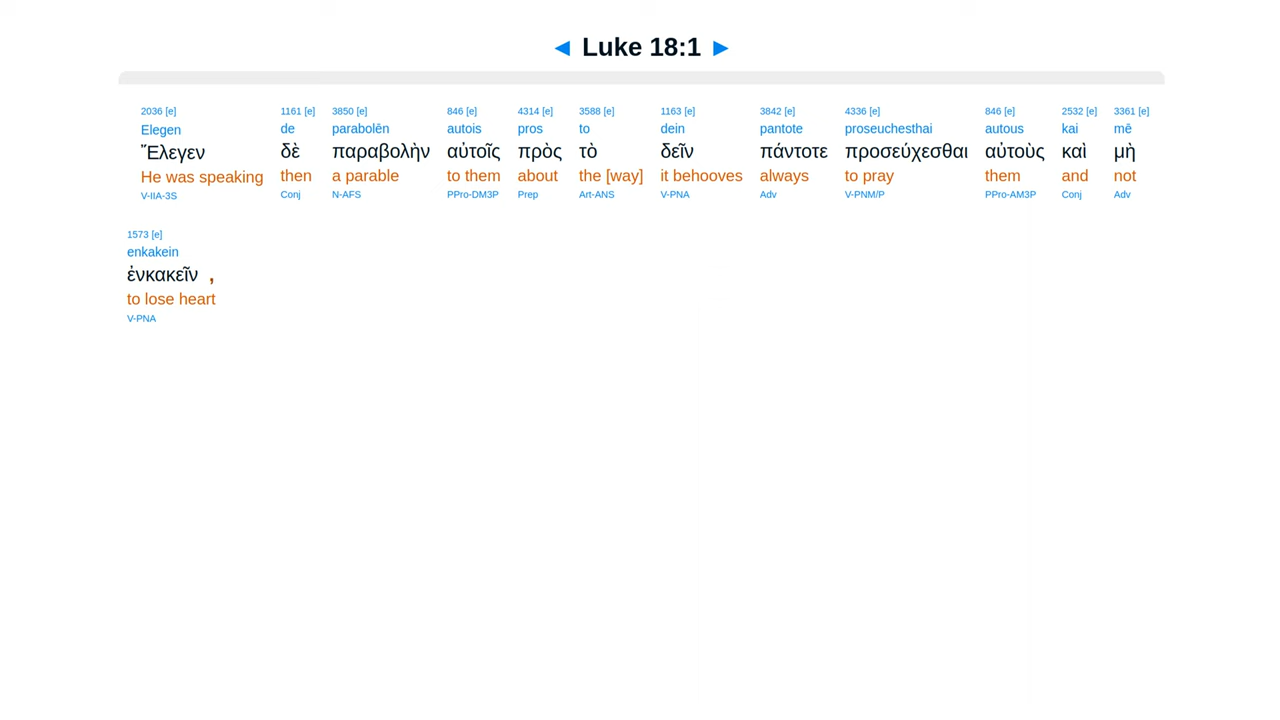 ◄ Luke 18:1 ►
2036 [e] 1161 [e] 3850 [e] 846 [e] 4314 [e] 3588 [e] 1163 [e] 3842 [e] 4336 [e] 846 [e] 2532 [e] 3361 [e]
Elegen de parabolēn autois pros to dein pantote proseuchesthai autous kai mē
Ἔλεγεν δὲ παραβολὴν αὐτοῖς πρὸς τὸ δεῖν πάντοτε προσεύχεσθαι αὐτοὺς καὶ μὴ
He was speaking then a parable to them about the [way] it behooves always to pray them and not
V-IIA-3S Conj N-AFS PPro-DM3P Prep Art-ANS V-PNA Adv V-PNM/P PPro-AM3P Conj Adv
1573 [e]
enkakein
ἐνκακεῖν ,
to lose heart
V-PNA